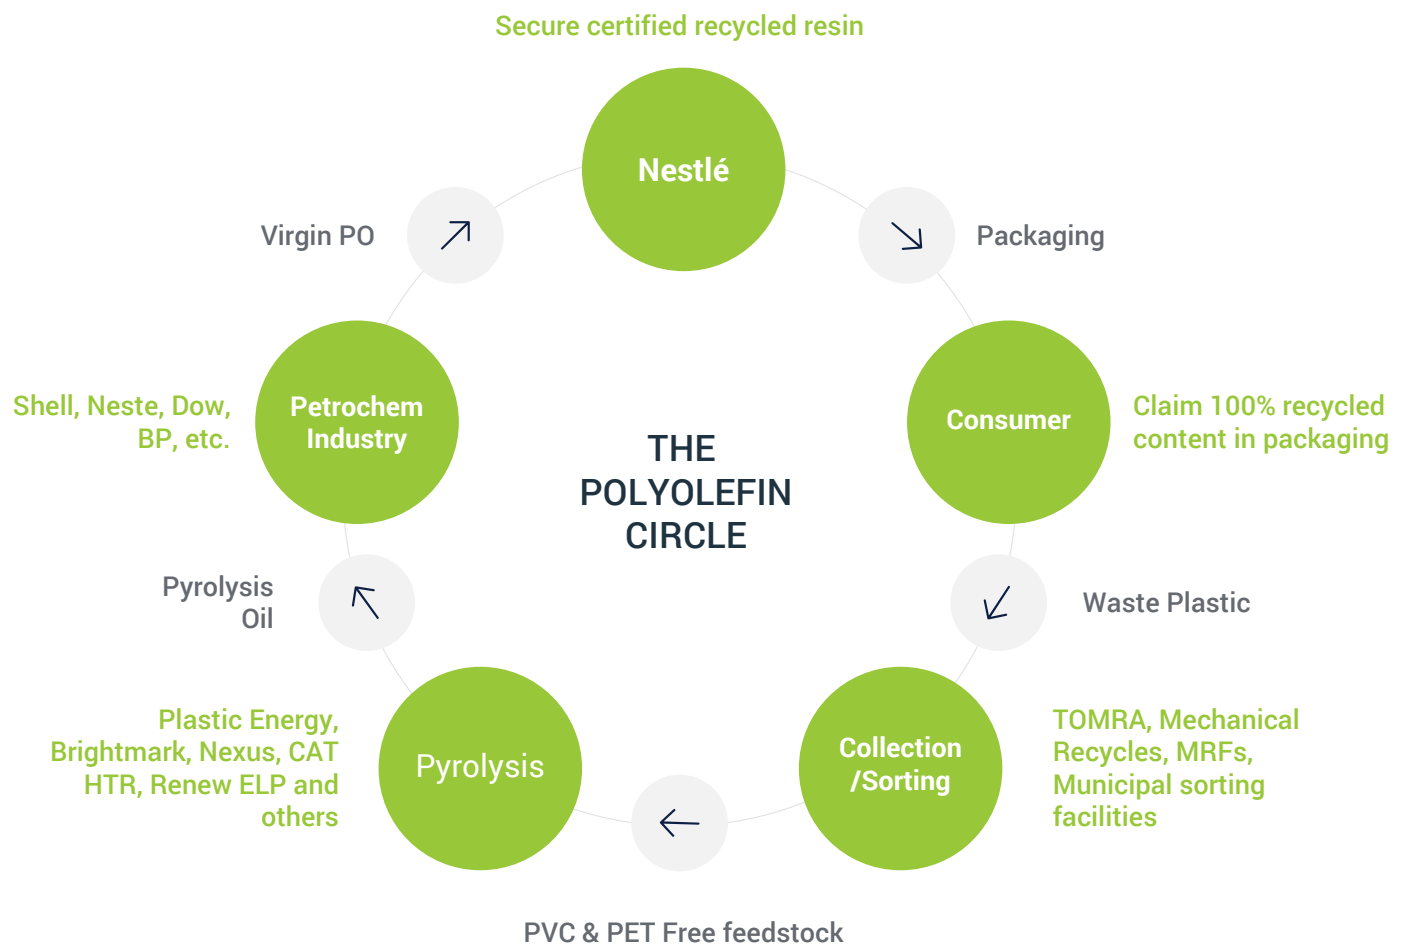 Secure certified recycled resin
Nestlé
Virgin PO
Packaging
Shell, Neste, Dow,
BP, etc.
Petrochem
Industry
THE
POLYOLEFIN
CIRCLE
Consumer
Claim 100% recycled
content in packaging
Pyrolysis
Oil
Waste Plastic
Plastic Energy,
Brightmark, Nexus, CAT
HTR, Renew ELP and
others
Pyrolysis
Collection
/Sorting
TOMRA, Mechanical
Recycles, MRFs,
Municipal sorting
facilities
PVC & PET Free feedstock